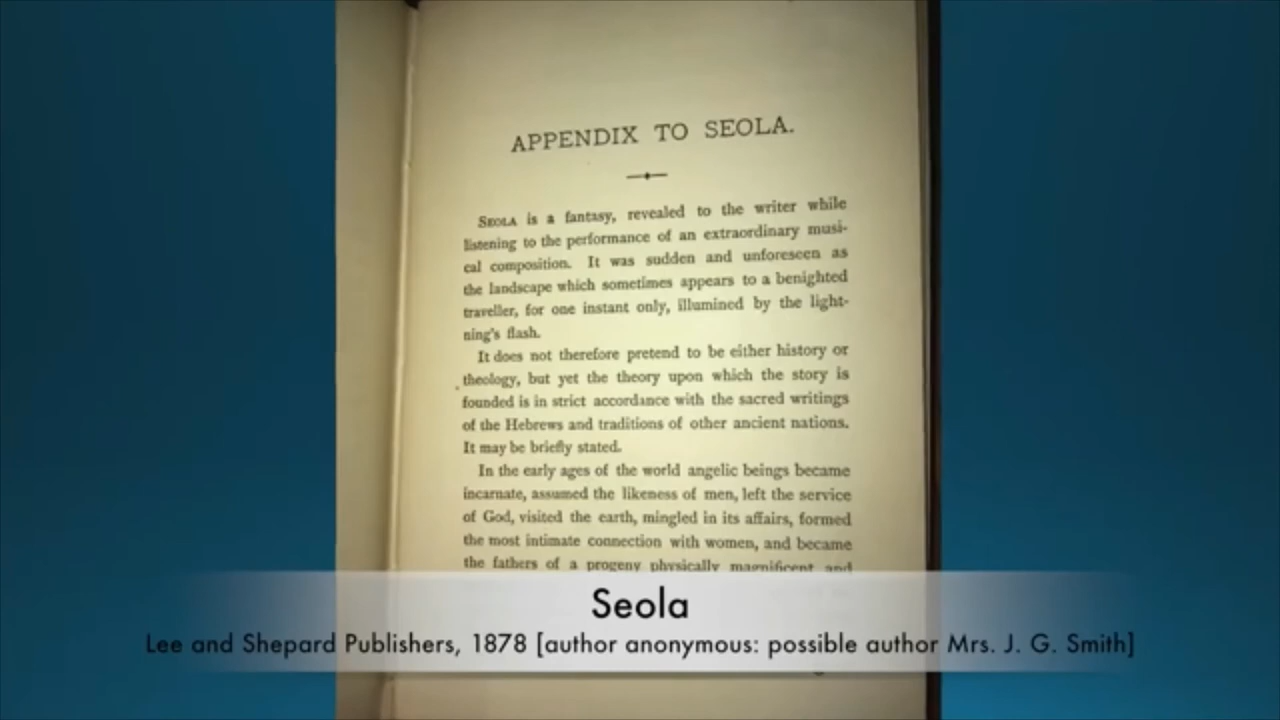 APPENDIX TO SEOLA.
SEOLA is a fantasy, revealed to the writer while
listening to the performance of an extraordinary musi-
cal composition. It was sudden and unforeseen as
the landscape which sometimes appears to a benighted
traveller, for one instant only, illumined by the light-
ning's flash.
It does not therefore pretend to be either history or
theology, but yet the theory upon which the story is
founded is in strict accordance with the sacred writings
of the Hebrews and traditions of other ancient nations.
It may be briefly stated.
In the early ages of the world angelic beings became
incarnate, assumed the likeness of men, left the service
of God, visited the earth, mingled in its affairs, formed
the most intimate connection with women, and became
the fathers of a progeny physically magnificent and
Seola
Lee and Shepard Publishers, 1878 [author anonymous: possible author Mrs. J. G. Smith]